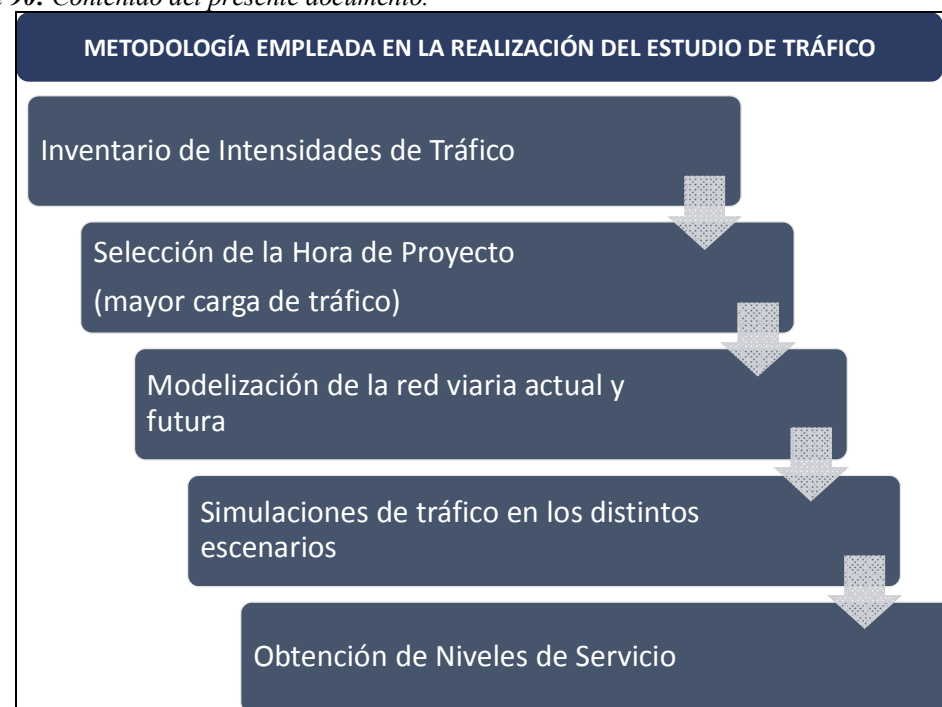 90: Contenido del presente documento.
METODOLOGÍA EMPLEADA EN LA REALIZACIÓN DEL ESTUDIO DE TRÁFICO
Inventario de Intensidades de Tráfico
Selección de la Hora de Proyecto
(mayor carga de tráfico)
Modelización de la red viaria actual y
futura
Simulaciones de tráfico en los distintos
escenarios
Obtención de Niveles de Servicio